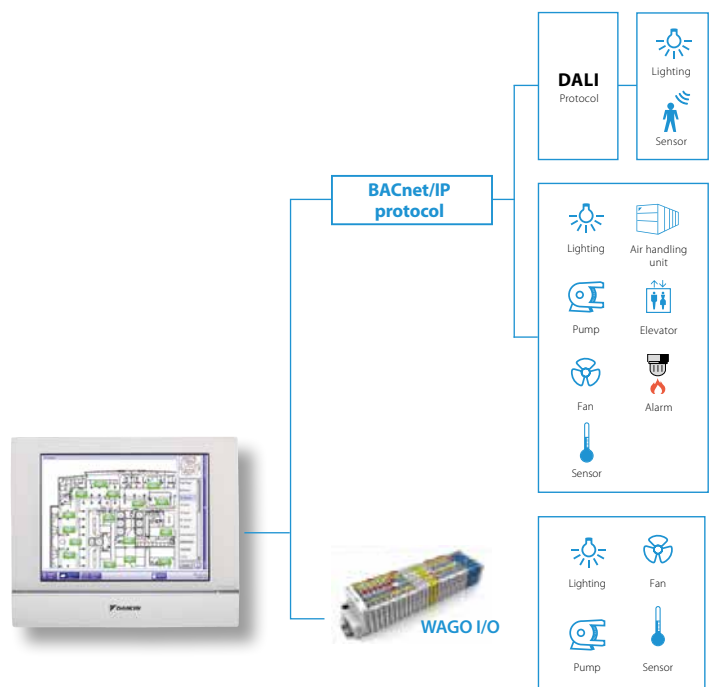 DALI
Protocol
Lighting
Sensor
BACnet/IP
protocol
Lighting
Air handling
unit
Pump
Elevator
Fan
Alarm
Sensor
DAIKIN
WAGO I/O
Lighting
Fan
Pump
Sensor